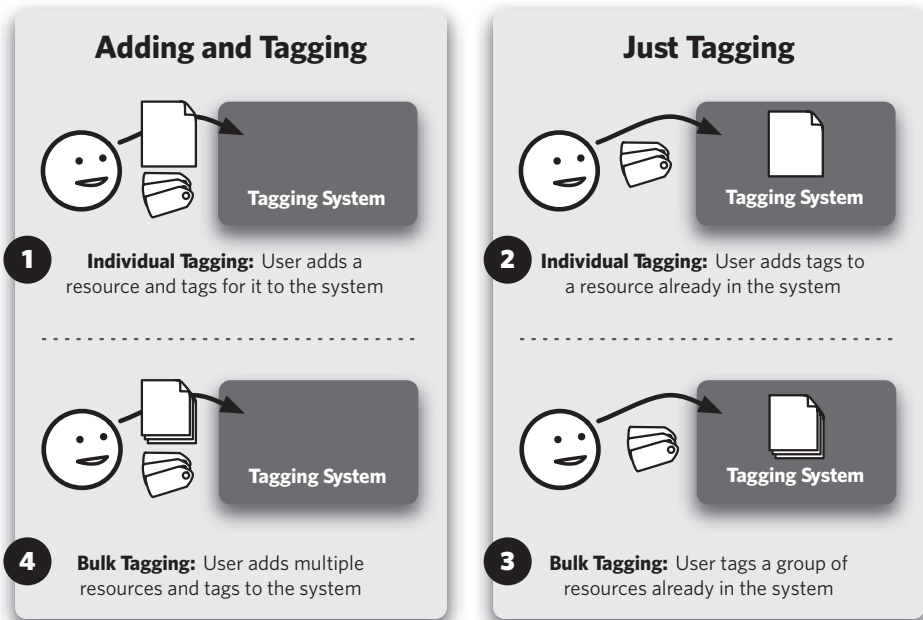 Adding and Tagging
Tagging System
1
Individual Tagging: User adds a
resource and tags for it to the system
Tagging System
4
Bulk Tagging: User adds multiple
resources and tags to the system
Just Tagging
Tagging System
2
Individual Tagging: User adds tags to
a resource already in the system
Tagging System
3
Bulk Tagging: User tags a group of
resources already in the system